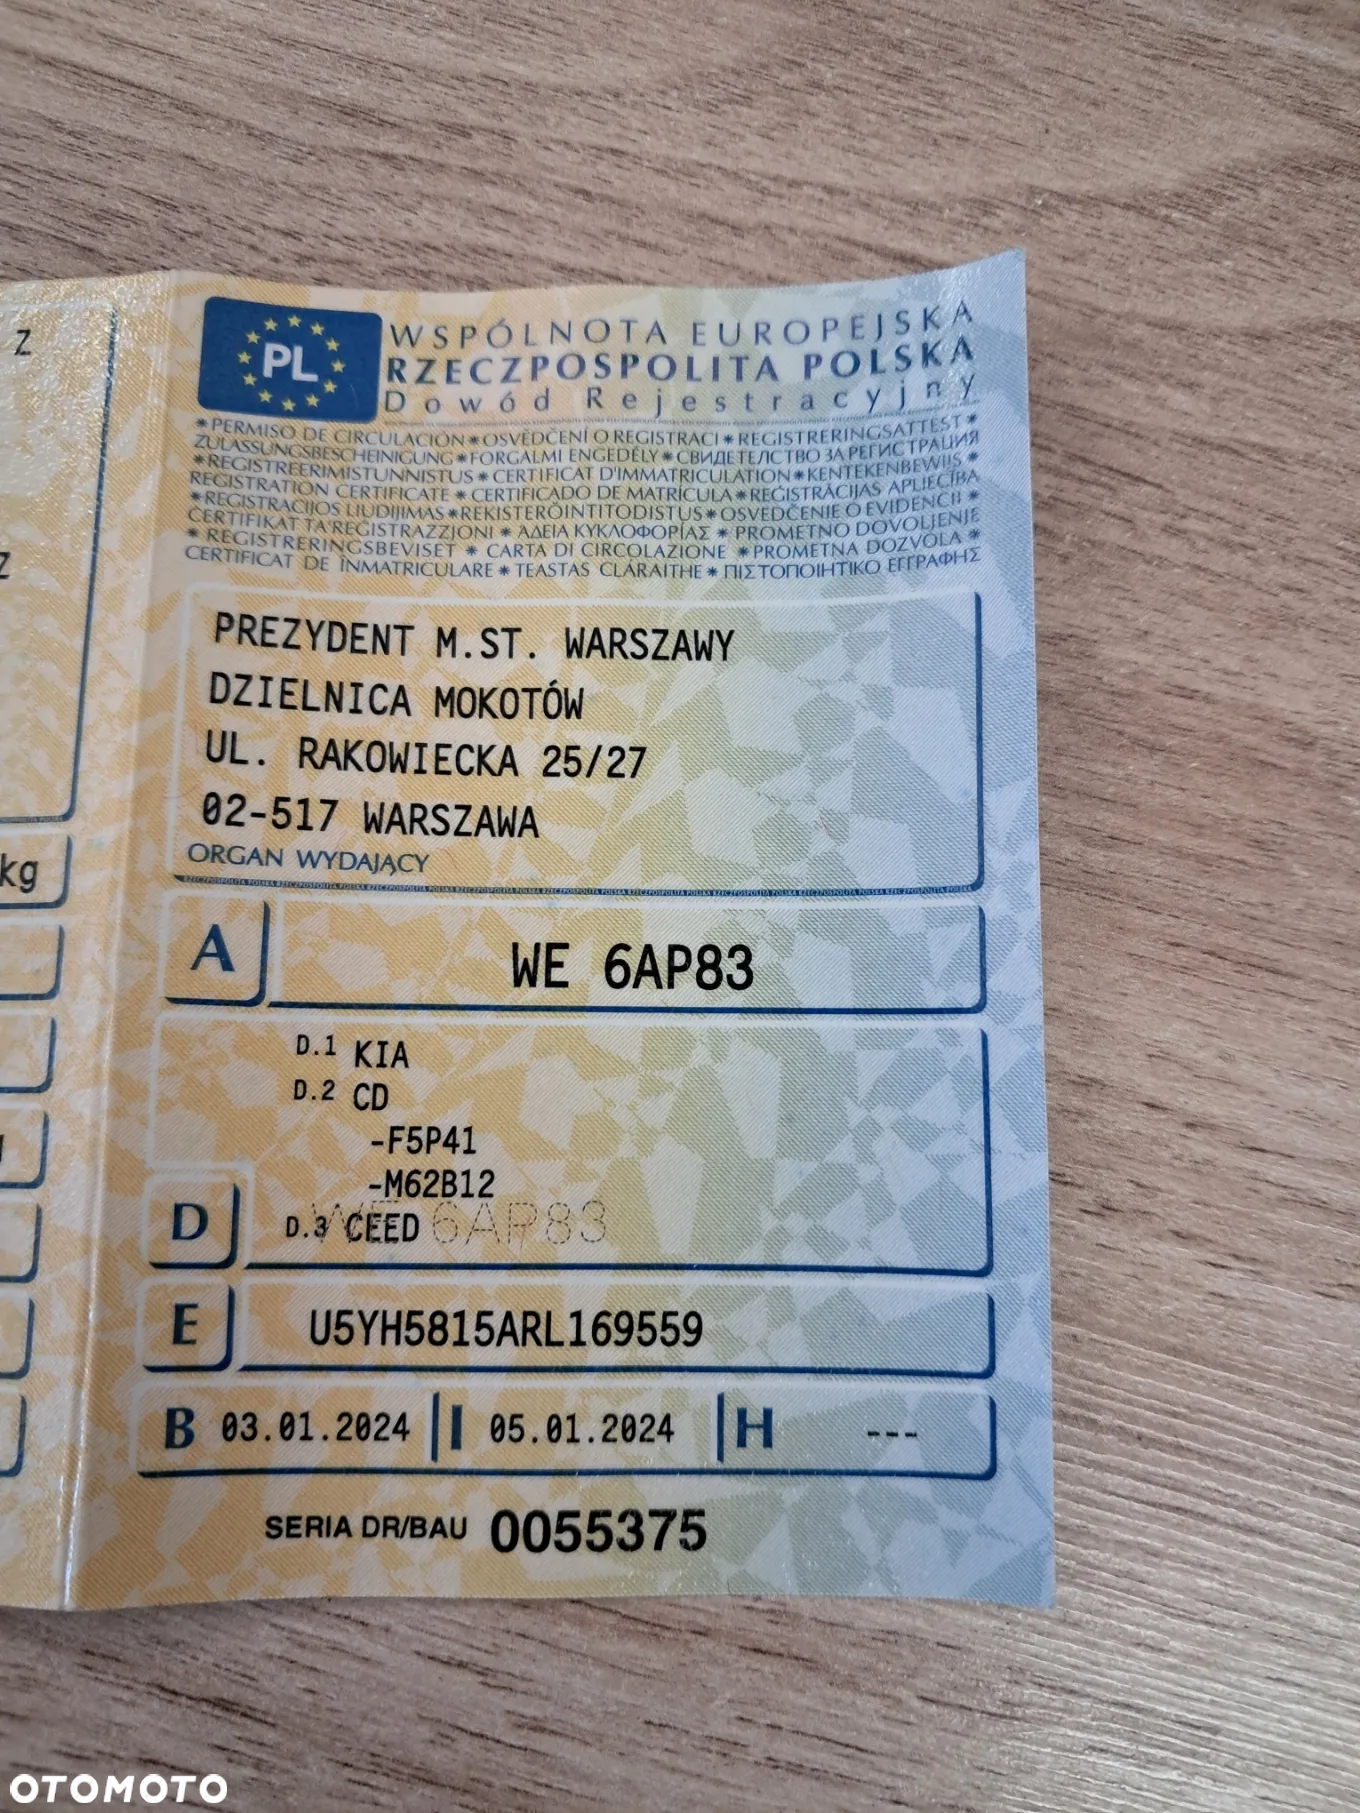 Z
Z
kg
PL
WSPÓLNOTA EUROPEJSKA
RZECZPOSPOLITA POLSKA
Dowód Rejestracyjny
* PERMISO DE CIRCULACIÓN * OSVĚDČENÍ O REGISTRACI * REGISTRERINGSATTEST *
ZULASSUNGSBESCHEINIGUNG * FORGALMI ENGEDÉLY * СВИДЕТЕЛСТВО ЗА РЕГИСТРАЦИЯ
* REGISTREERIMISTUNNISTUS * CERTIFICAT D'IMMATRICULATION * KENTEKENBEWIJS *
REGISTRATION CERTIFICATE * CERTIFICADO DE MATRÍCULA * REĢISTRĀCIJAS APLIECĪBA
* REGISTRACIJOS LIUDIJIMAS * REKISTERÖINTITODISTUS * OSVEDČENIE O EVIDENCII *
ĊERTIFIKAT TA'REĠISTRAZZJONI * ΆΔΕΙΑ ΚΥΚΛΟΦΟΡΊΑΣ * PROMETNO DOVOLJENJE
* REGISTRERINGSBEVISET * CARTA DI CIRCOLAZIONE * PROMETNA DOZVOLA *
CERTIFICAT DE ÎNMATRICULARE * TEASTAS CLÁRAITHE * ΠΙΣΤΟΠΟΙΗΤΙΚΟ ΕΓΓΡΑΦΗΣ
PREZYDENT M.ST. WARSZAWY
DZIELNICA MOKOTÓW
UL. RAKOWIECKA 25/27
02-517 WARSZAWA
ORGAN WYDAJĄCY
A WE 6AP83
D.1 KIA
D.2 CD
-F5P41
-M62B12
D D.3 CEED
WE 6AP83
E U5YH5815ARL169559
B 03.01.2024 I 05.01.2024 H ---
SERIA DR/BAU 0055375
OTOMOTO